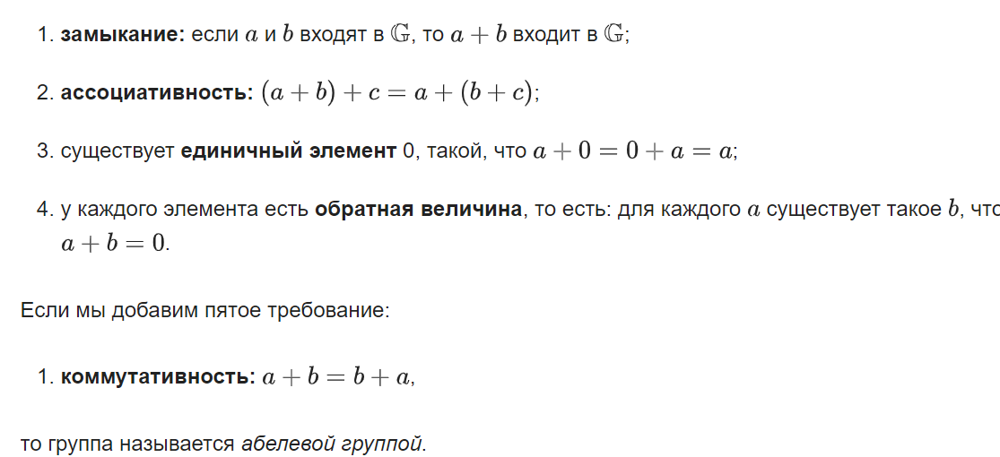 1. замыкание: если a и b входят в 𝔾, то a + b входит в 𝔾;
2. ассоциативность: (a + b) + c = a + (b + c);
3. существует единичный элемент 0, такой, что a + 0 = 0 + a = a;
4. у каждого элемента есть обратная величина, то есть: для каждого a существует такое b, что
a + b = 0.
Если мы добавим пятое требование:
1. коммутативность: a + b = b + a,
то группа называется абелевой группой.